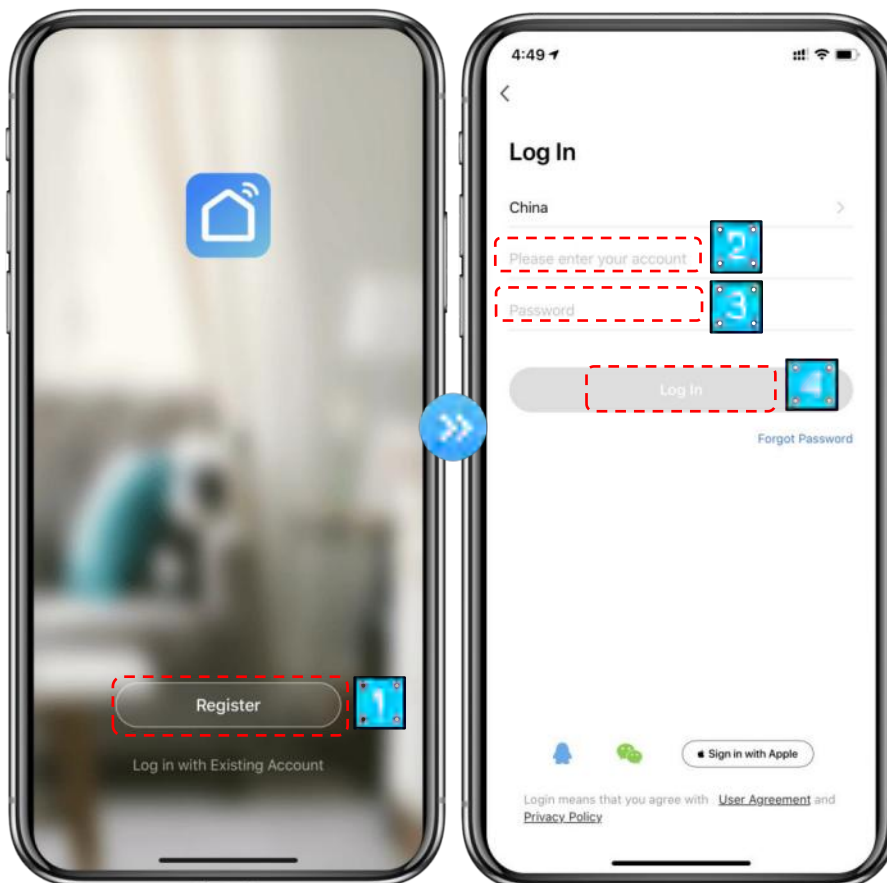 Register
1
Log in with Existing Account
4:49
Log In
China
Please enter your account
2
Password
3
Log In
4
Forgot Password
Sign in with Apple
Login means that you agree with User Agreement and
Privacy Policy